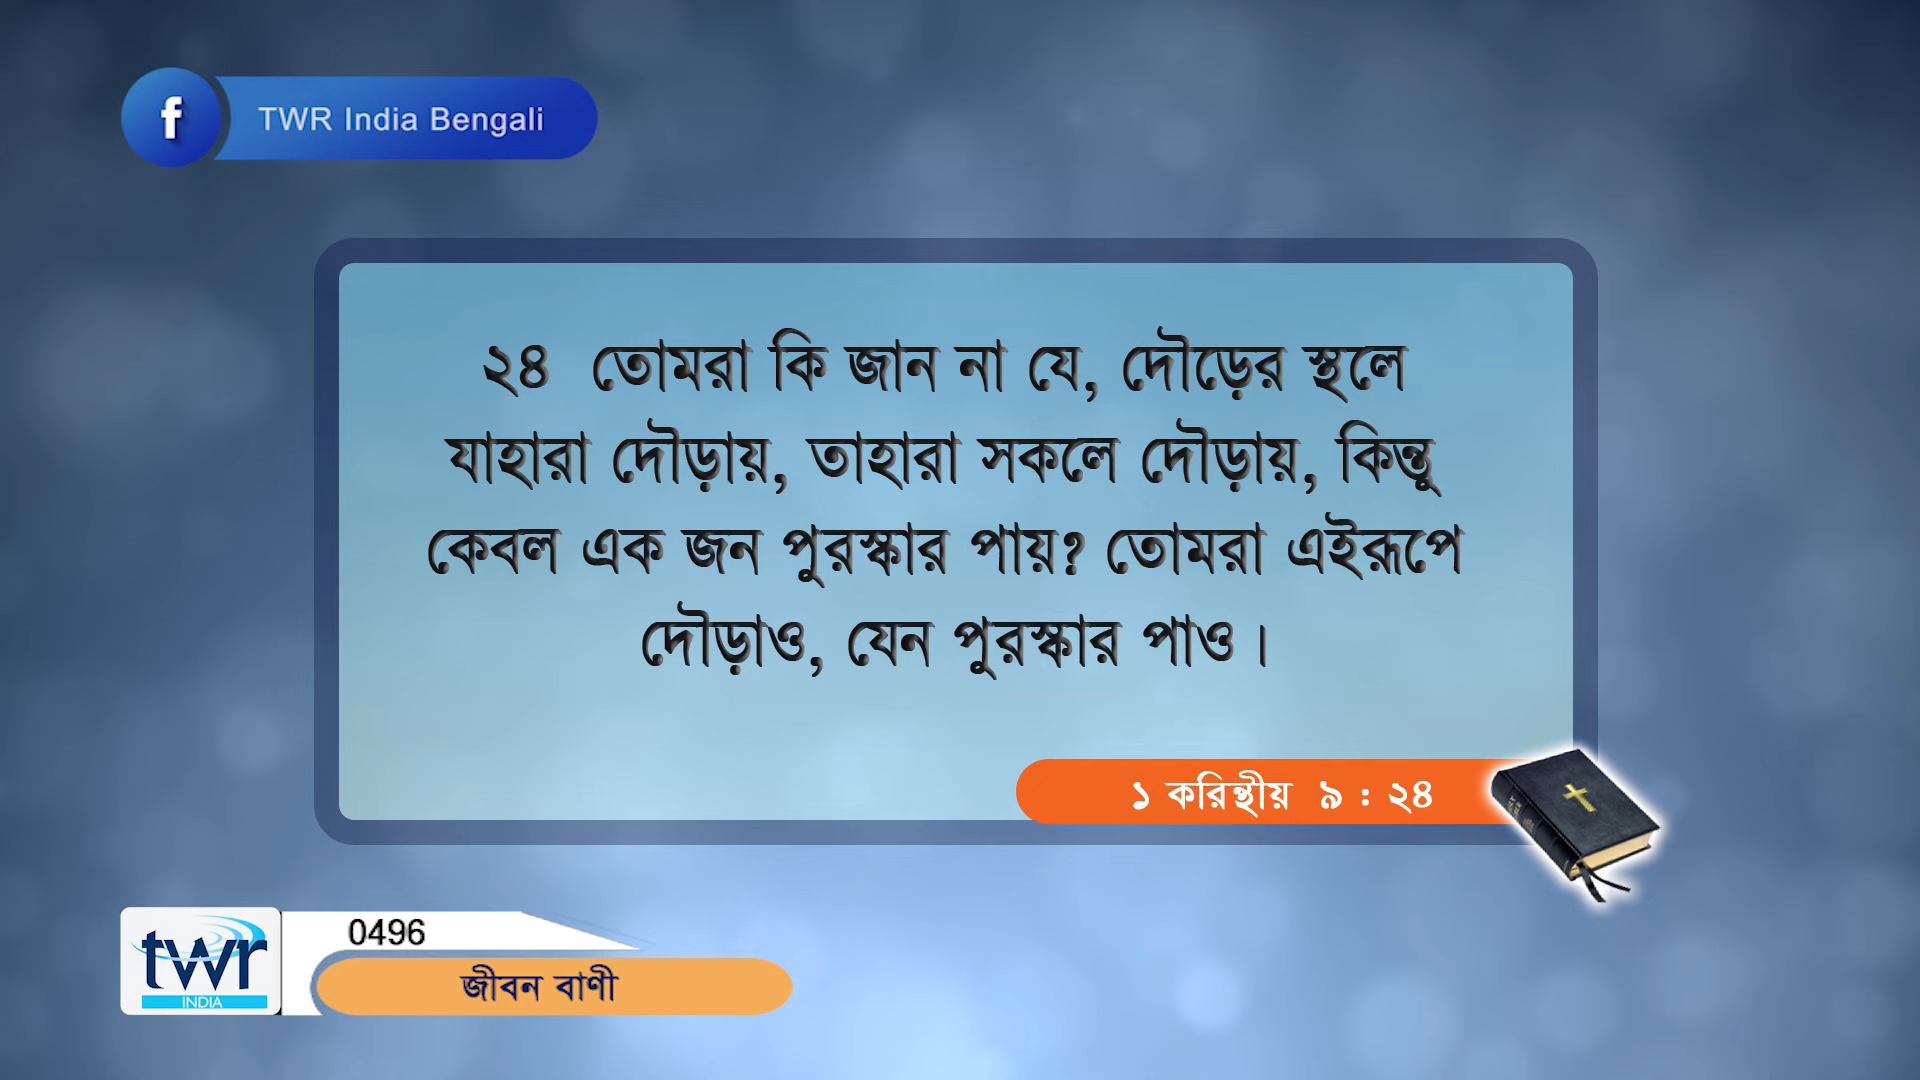 f TWR India Bengali
২৪ তোমরা কি জান না যে, দৌড়ের স্থলে
যাহারা দৌড়ায়, তাহারা সকলে দৌড়ায়, কিন্তু
কেবল এক জন পুরস্কার পায়? তোমরা এইরূপে
দৌড়াও, যেন পুরস্কার পাও।
১ করিন্থীয় ৯ : ২৪
twr
INDIA
0496
জীবন বাণী